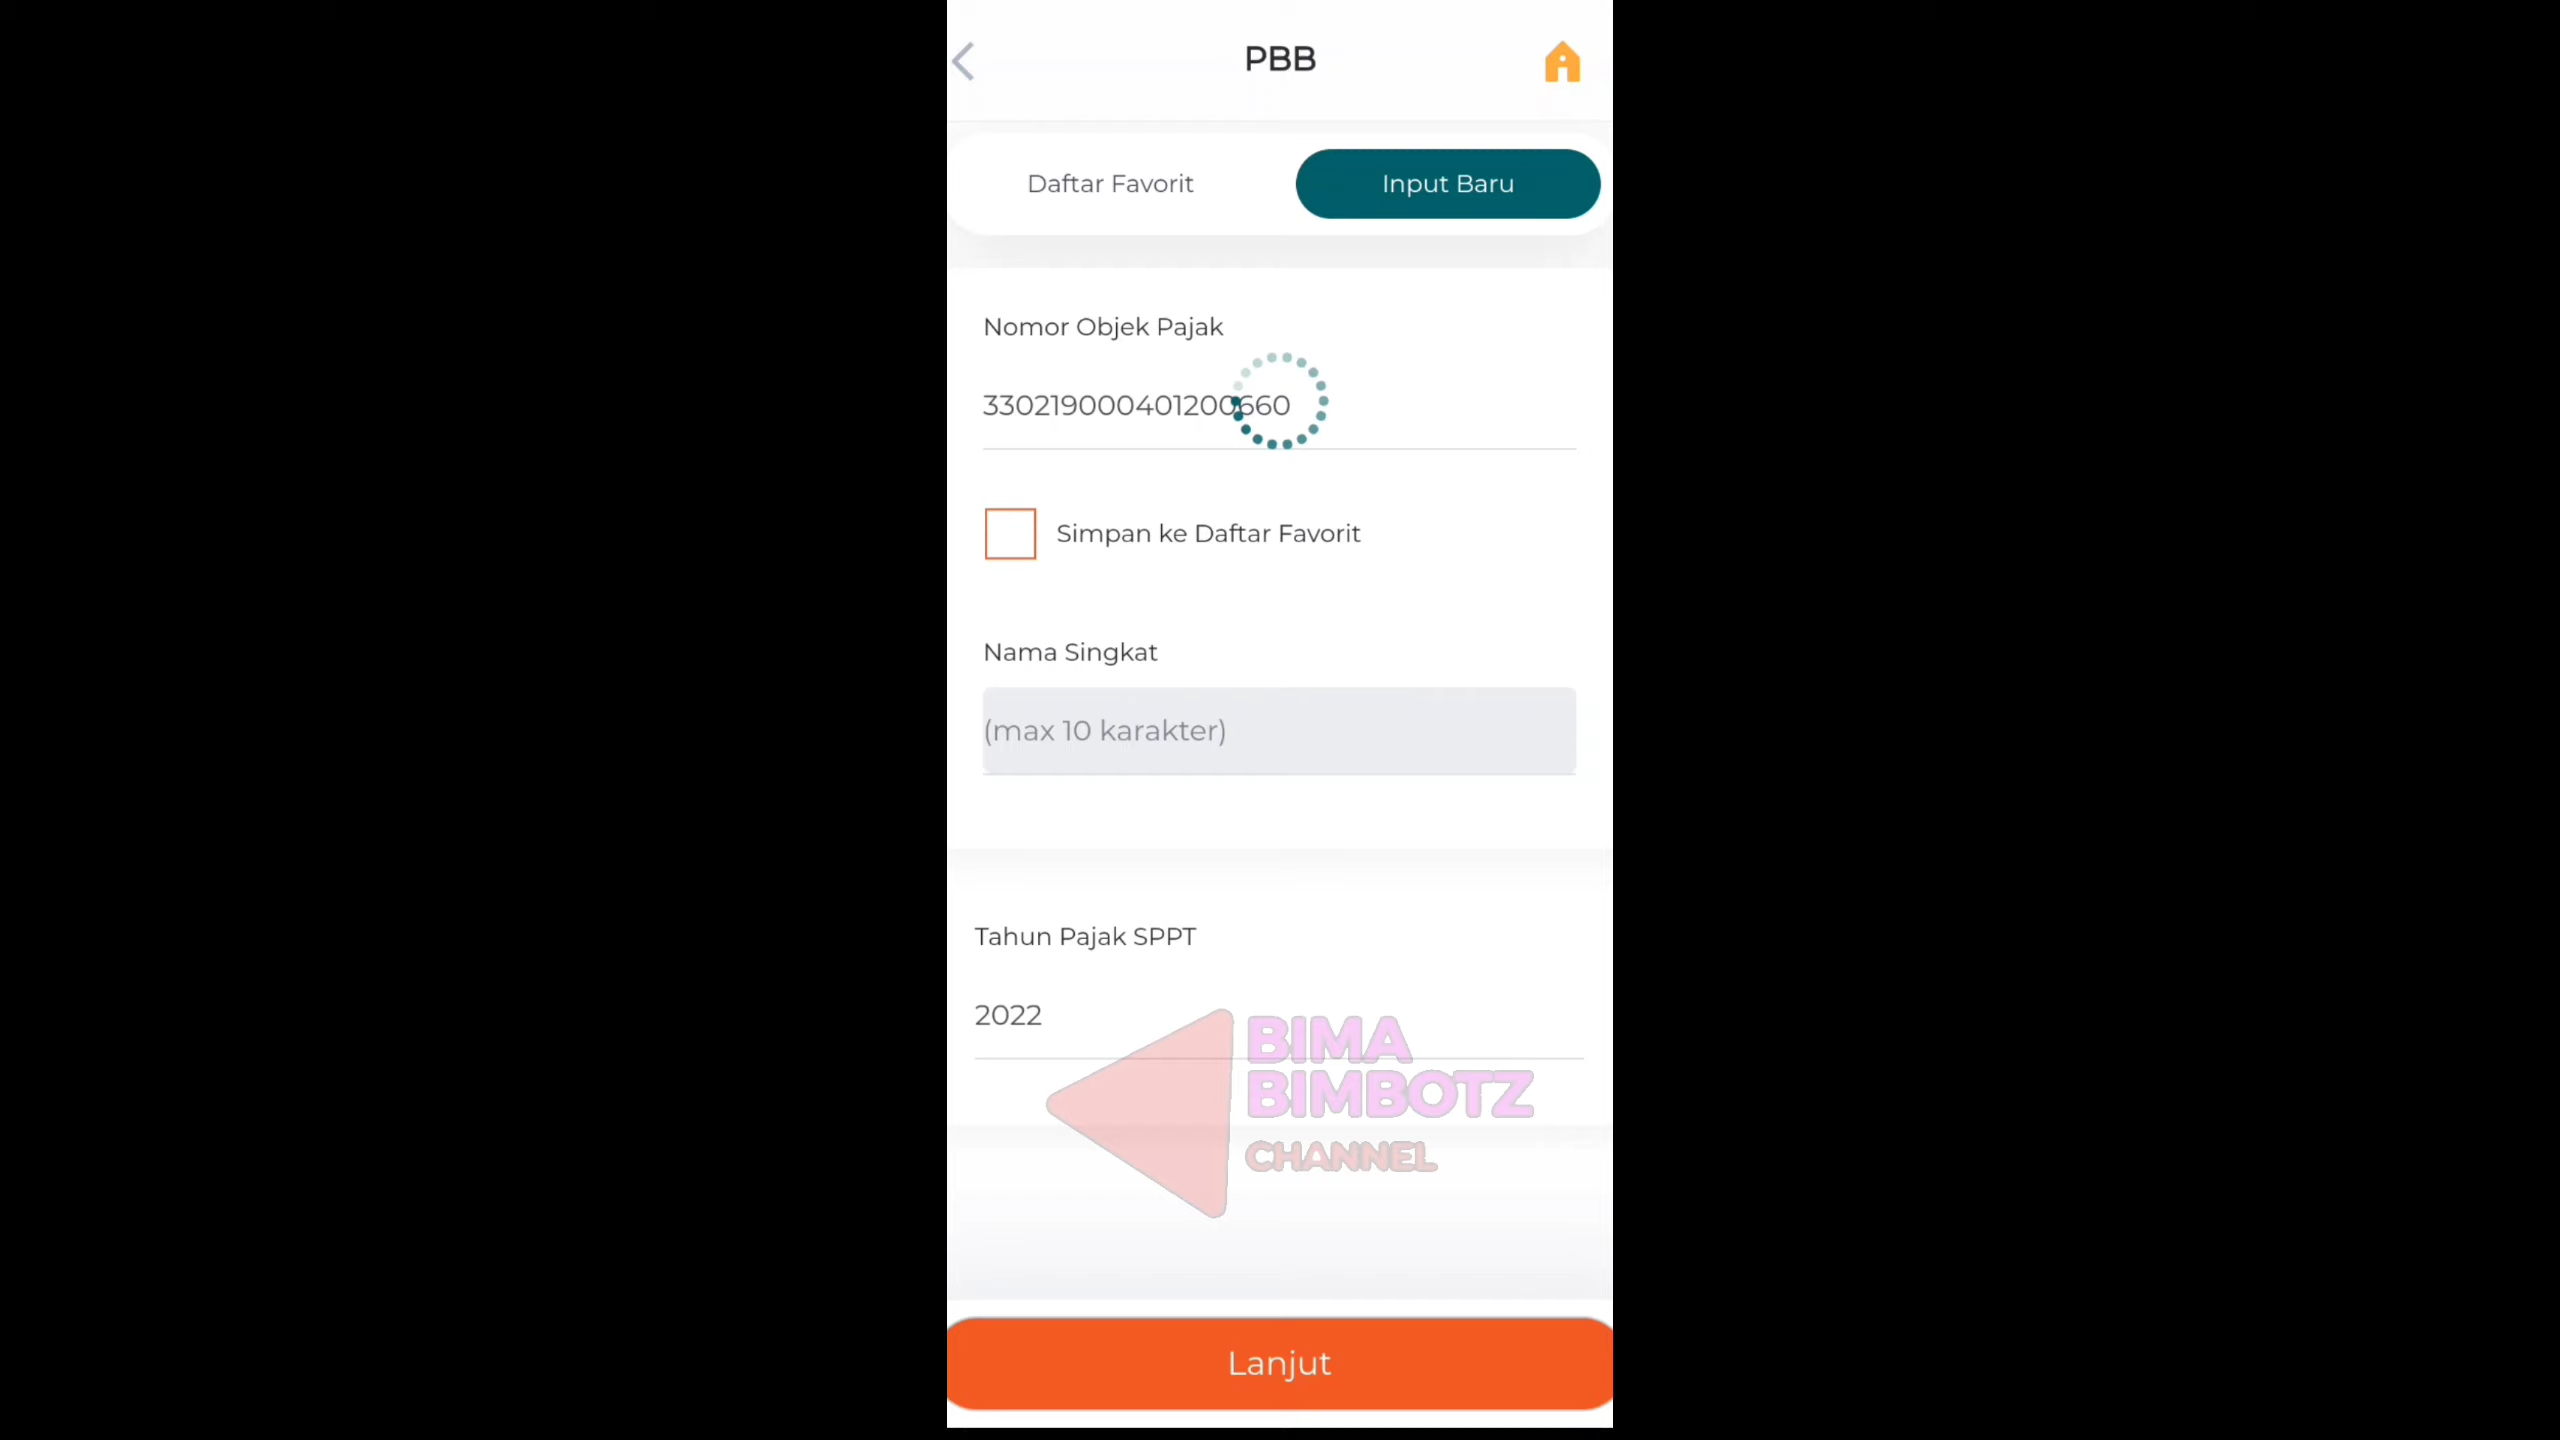 PBB
Daftar Favorit
Input Baru
Nomor Objek Pajak
330219000401200660
Simpan ke Daftar Favorit
Nama Singkat
(max 10 karakter)
Tahun Pajak SPPT
2022
BIMA
BIMBOTZ
CHANNEL
Lanjut